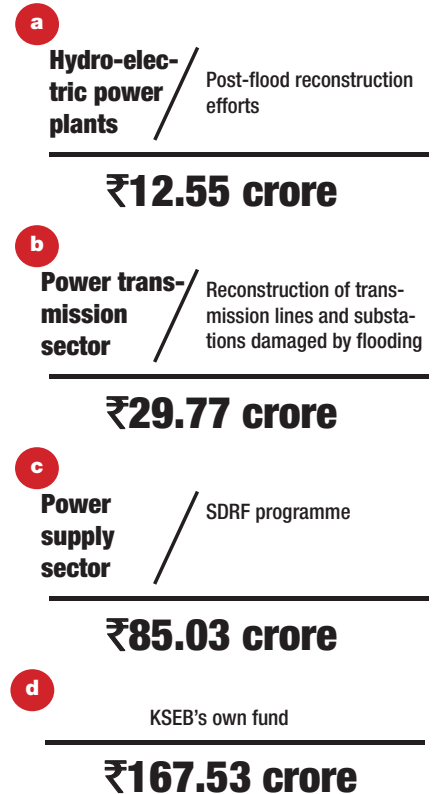 a
Hydro-elec-
tric power
plants
Post-flood reconstruction
efforts
₹12.55 crore
b
Power trans-
mission
sector
Reconstruction of trans-
mission lines and substa-
tions damaged by flooding
₹29.77 crore
c
Power
supply
sector
SDRF programme
₹85.03 crore
d
KSEB's own fund
₹167.53 crore